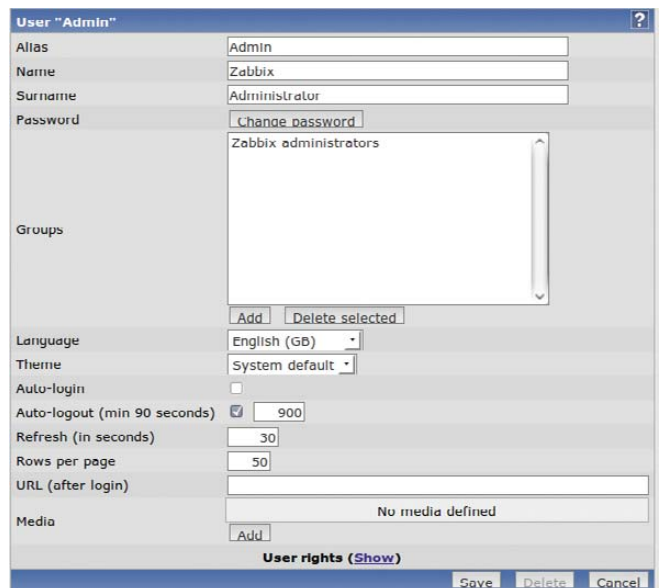 User "Admin" ?
Alias Admin
Name Zabbix
Surname Administrator
Password Change password
Zabbix administrators
Groups
Add Delete selected
Language English (GB)
Theme System default
Auto-login
Auto-logout (min 90 seconds) 900
Refresh (in seconds) 30
Rows per page 50
URL (after login)
No media defined
Media
Add
User rights (Show)
Save Delete Cancel